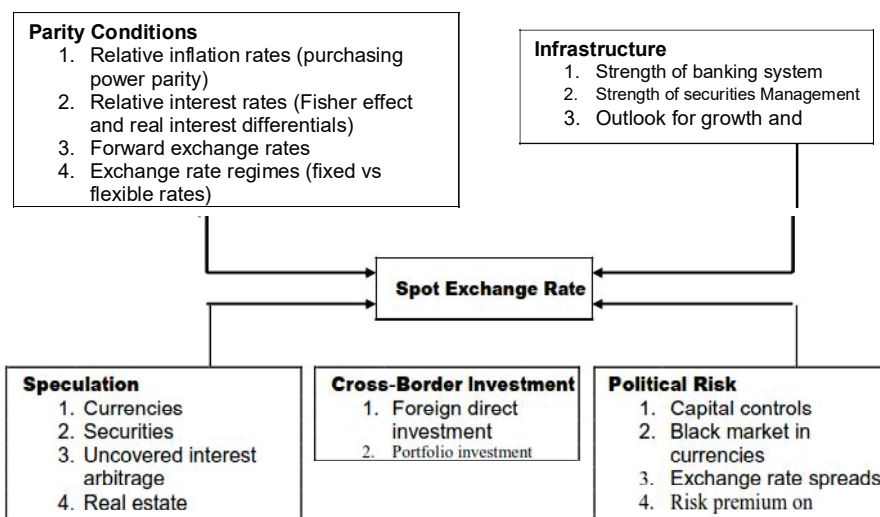 Parity Conditions
1. Relative inflation rates (purchasing
power parity)
2. Relative interest rates (Fisher effect
and real interest differentials)
3. Forward exchange rates
4. Exchange rate regimes (fixed vs
flexible rates)
Infrastructure
1. Strength of banking system
2. Strength of securities Management
3. Outlook for growth and
Spot Exchange Rate
Speculation
1. Currencies
2. Securities
3. Uncovered interest
arbitrage
4. Real estate
Cross-Border Investment
1. Foreign direct
investment
2. Portfolio investment
Political Risk
1. Capital controls
2. Black market in
currencies
3. Exchange rate spreads
4. Risk premium on